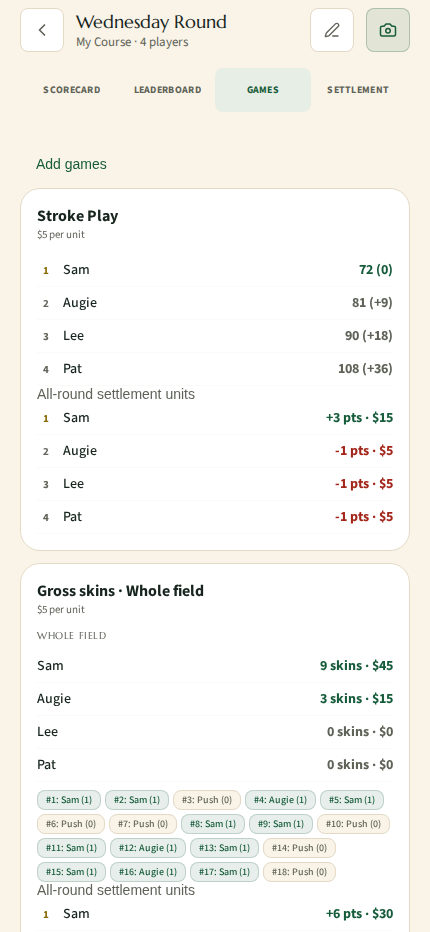 Wednesday Round
My Course · 4 players
SCORECARD LEADERBOARD GAMES SETTLEMENT
Add games
Stroke Play
$5 per unit
1 Sam 72 (0)
2 Augie 81 (+9)
3 Lee 90 (+18)
4 Pat 108 (+36)
All-round settlement units
1 Sam +3 pts · $15
2 Augie -1 pts · $5
3 Lee -1 pts · $5
4 Pat -1 pts · $5
Gross skins · Whole field
$5 per unit
WHOLE FIELD
Sam 9 skins · $45
Augie 3 skins · $15
Lee 0 skins · $0
Pat 0 skins · $0
#1: Sam (1) #2: Sam (1) #3: Push (0) #4: Augie (1) #5: Sam (1)
#6: Push (0) #7: Push (0) #8: Sam (1) #9: Sam (1) #10: Push (0)
#11: Sam (1) #12: Augie (1) #13: Sam (1) #14: Push (0)
#15: Sam (1) #16: Augie (1) #17: Sam (1) #18: Push (0)
All-round settlement units
1 Sam +6 pts · $30